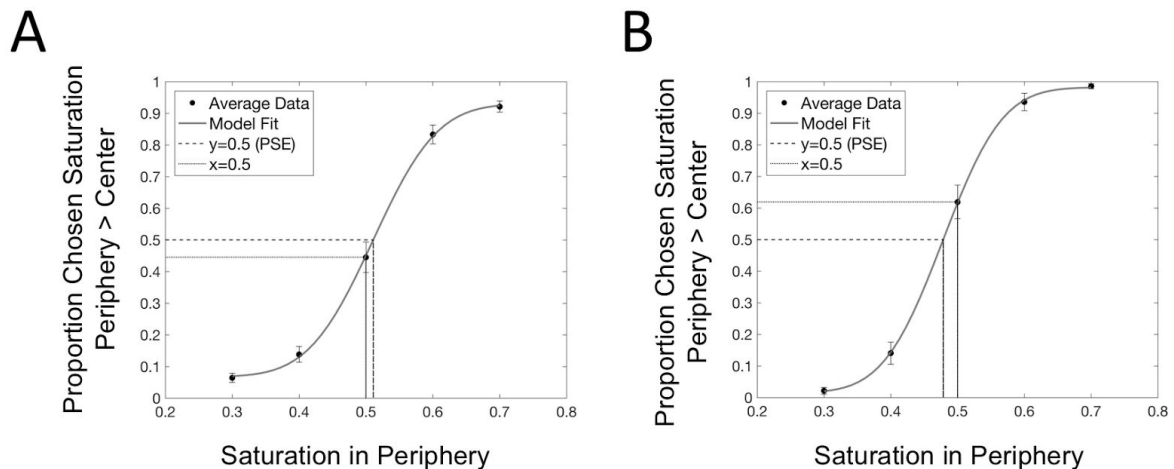 A
Proportion Chosen Saturation
Periphery > Center
1
0.9
0.8
0.7
0.6
0.5
0.4
0.3
0.2
0.1
0
Average Data
Model Fit
y=0.5 (PSE)
x=0.5
0.2 0.3 0.4 0.5 0.6 0.7 0.8
Saturation in Periphery
B
Proportion Chosen Saturation
Periphery > Center
1
0.9
0.8
0.7
0.6
0.5
0.4
0.3
0.2
0.1
0
Average Data
Model Fit
y=0.5 (PSE)
x=0.5
0.2 0.3 0.4 0.5 0.6 0.7 0.8
Saturation in Periphery